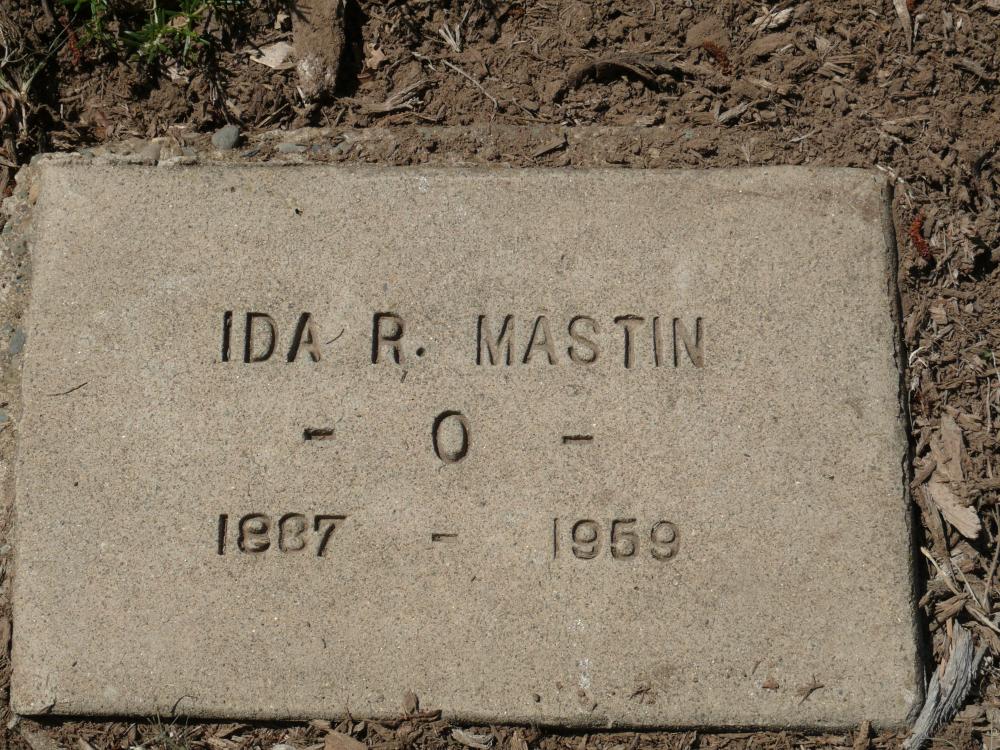 IDA R. MASTIN
- O -
1887 - 1959